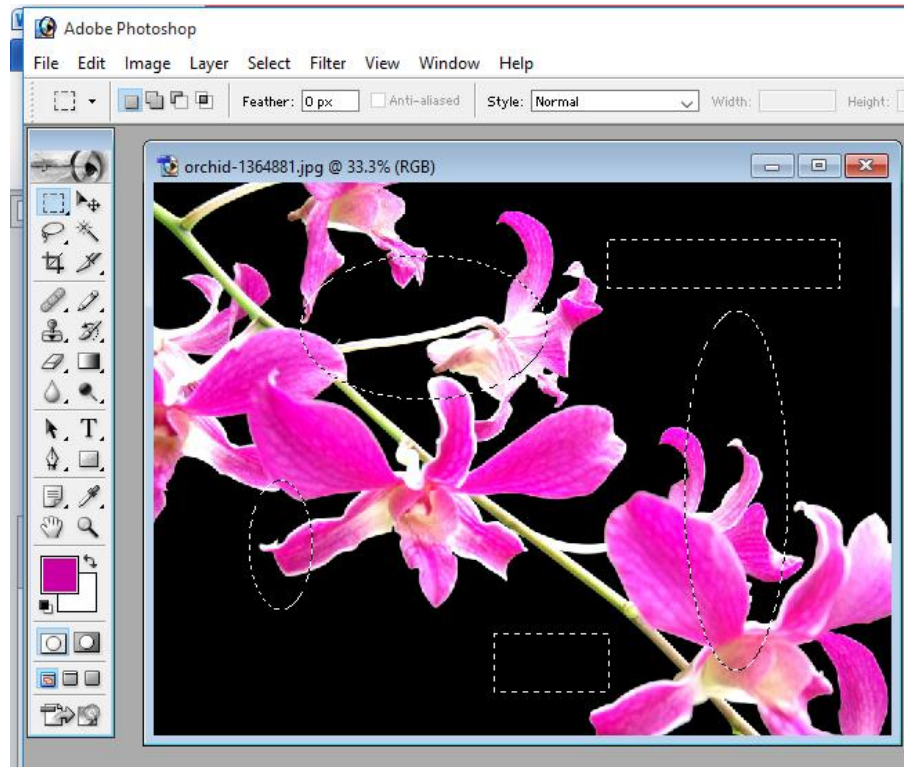 Adobe Photoshop
File Edit Image Layer Select Filter View Window Help
Feather: 0 px Anti-aliased Style: Normal Width: Height:
orchid-1364881.jpg @ 33.3% (RGB)
T